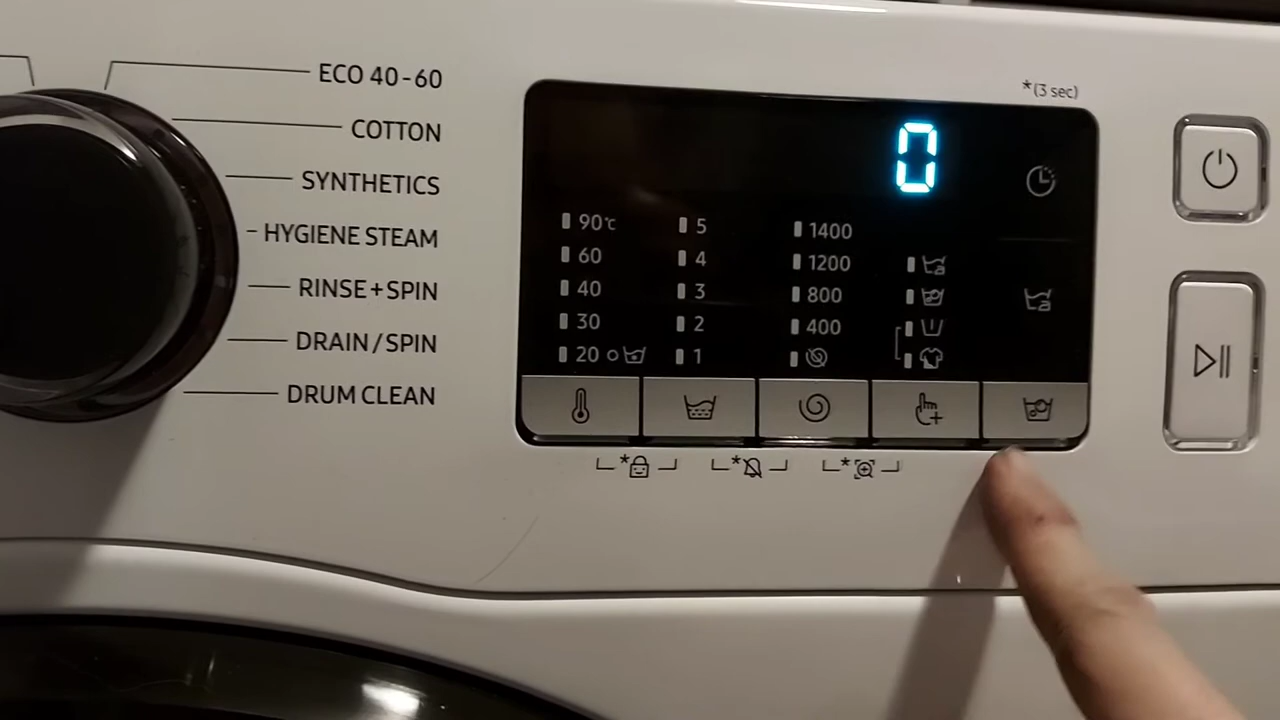 ECO 40-60
COTTON
SYNTHETICS
HYGIENE STEAM
RINSE+SPIN
DRAIN/SPIN
DRUM CLEAN
*(3 sec)
0
90℃
60
40
30
20
5
4
3
2
1
1400
1200
800
400
*
*
*